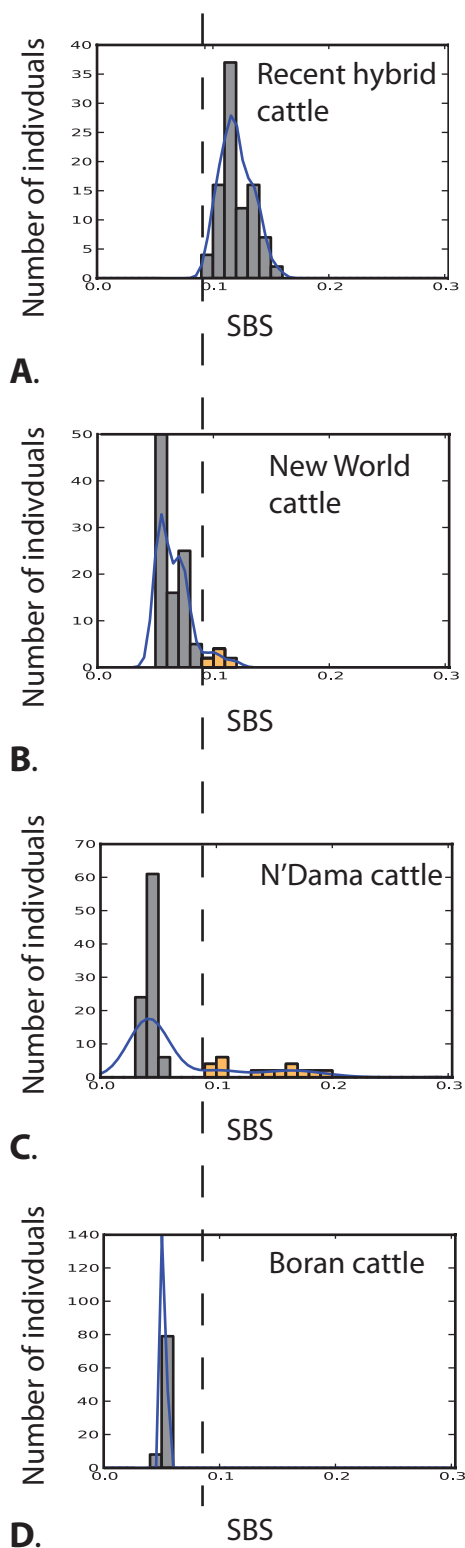 Number of indivduals
40
35
30
25
20
15
10
5
0
Recent hybrid
cattle
0.0
0.1
0.2
0.3
SBS
A.
Number of indivduals
50
40
30
20
10
0
New World
cattle
0.0
0.1
0.2
0.3
SBS
B.
Number of indivduals
70
60
50
40
30
20
10
0
N'Dama cattle
0.0
0.1
0.2
0.3
SBS
C.
Number of indivduals
140
120
100
80
60
40
20
0
Boran cattle
0.0
0.1
0.2
0.3
SBS
D.